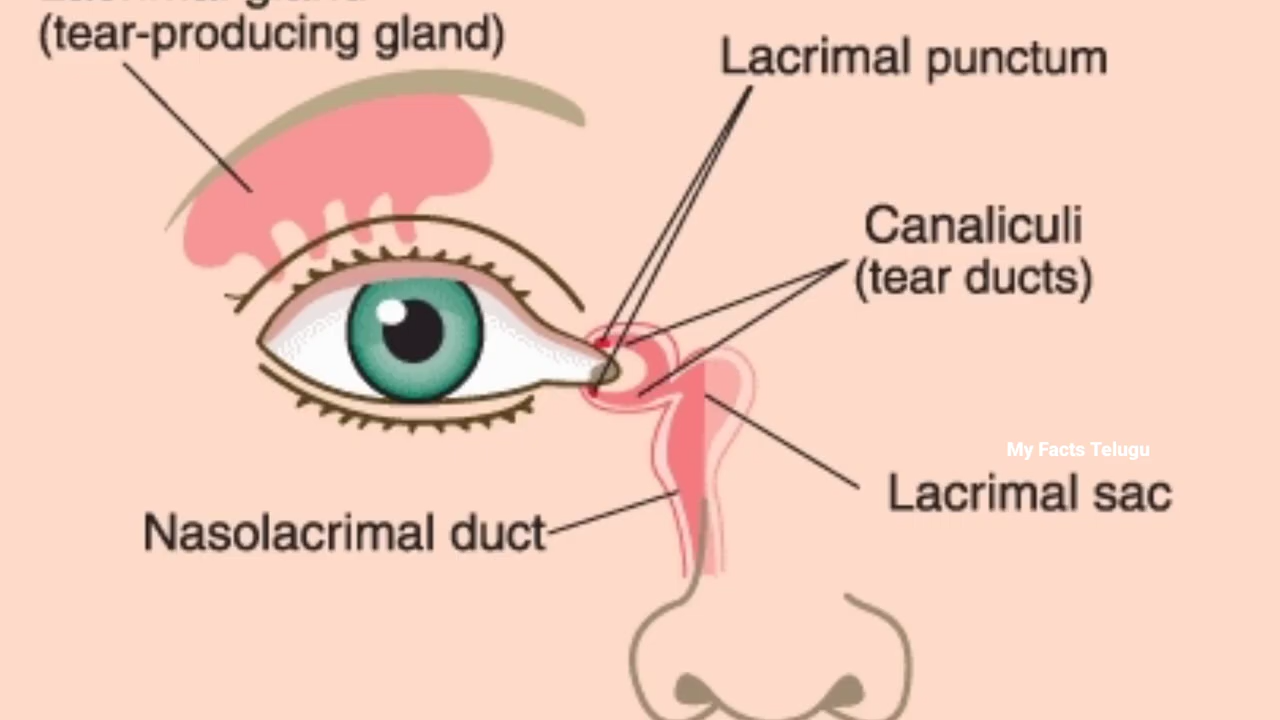 (tear-producing gland)
Lacrimal punctum
Canaliculi
(tear ducts)
My Facts Telugu
Lacrimal sac
Nasolacrimal duct